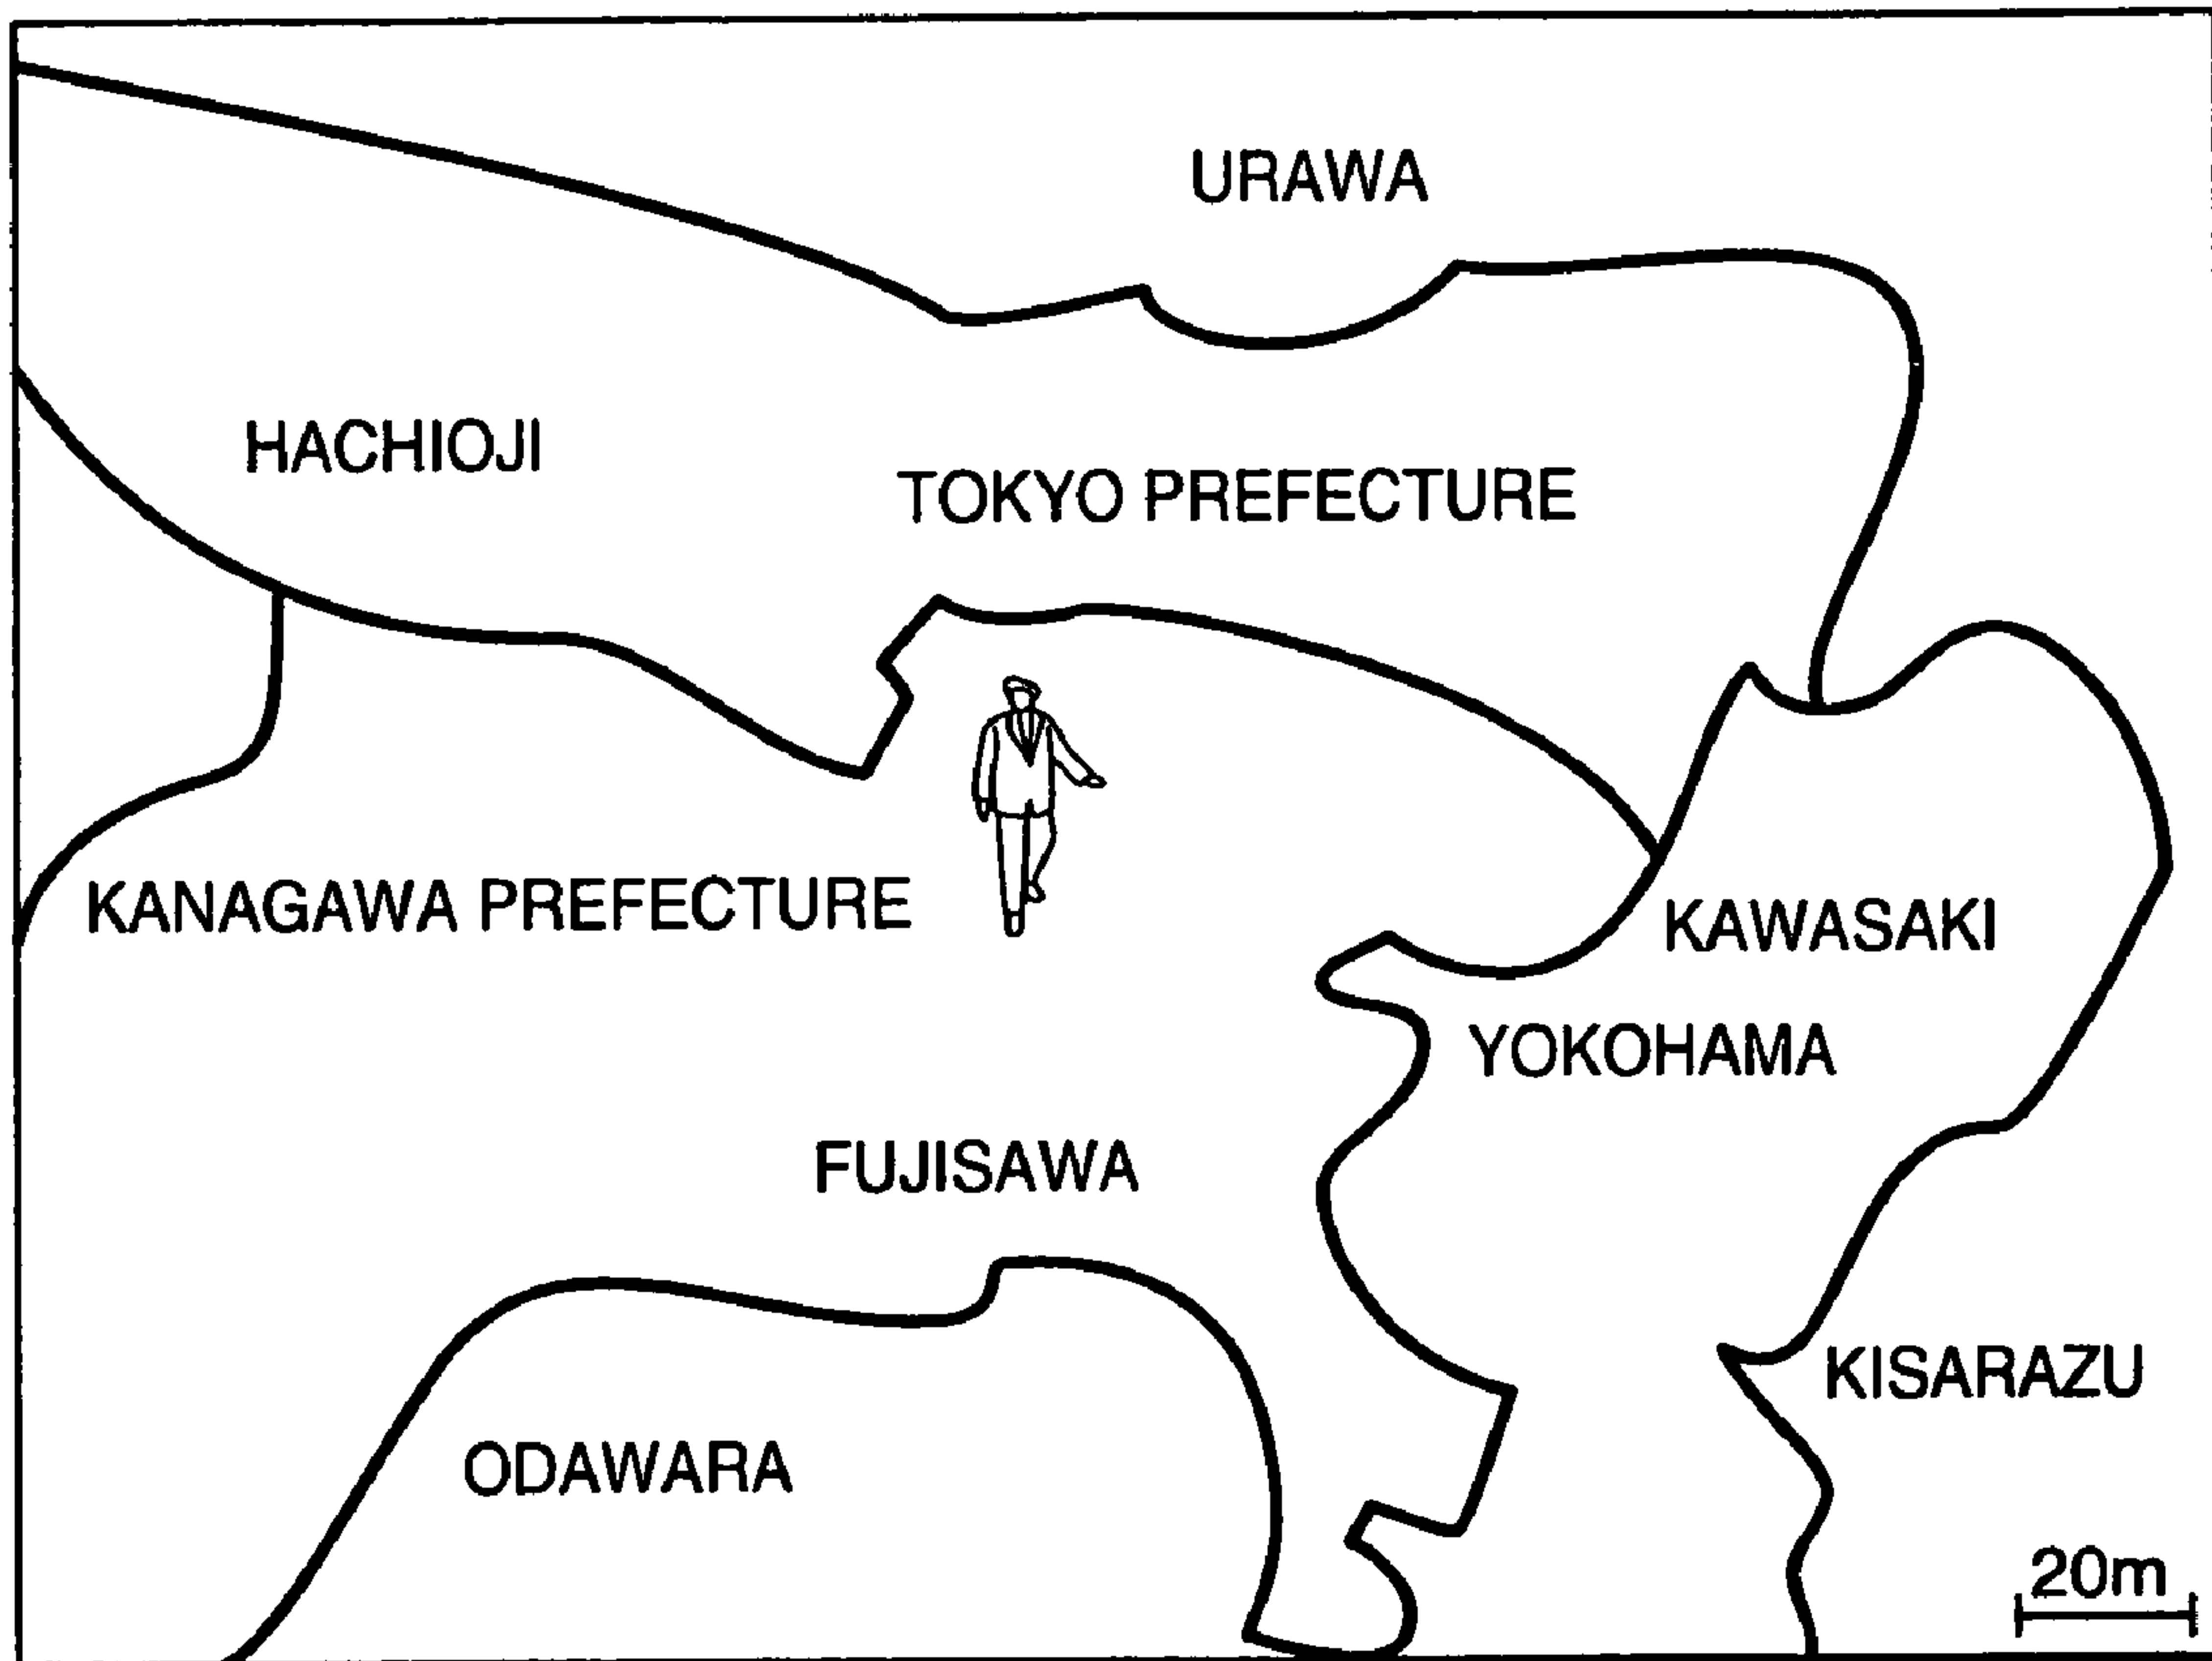 URAWA
HACHIOJI
TOKYO PREFECTURE
KANAGAWA PREFECTURE
KAWASAKI
YOKOHAMA
FUJISAWA
KISARAZU
ODAWARA
20m